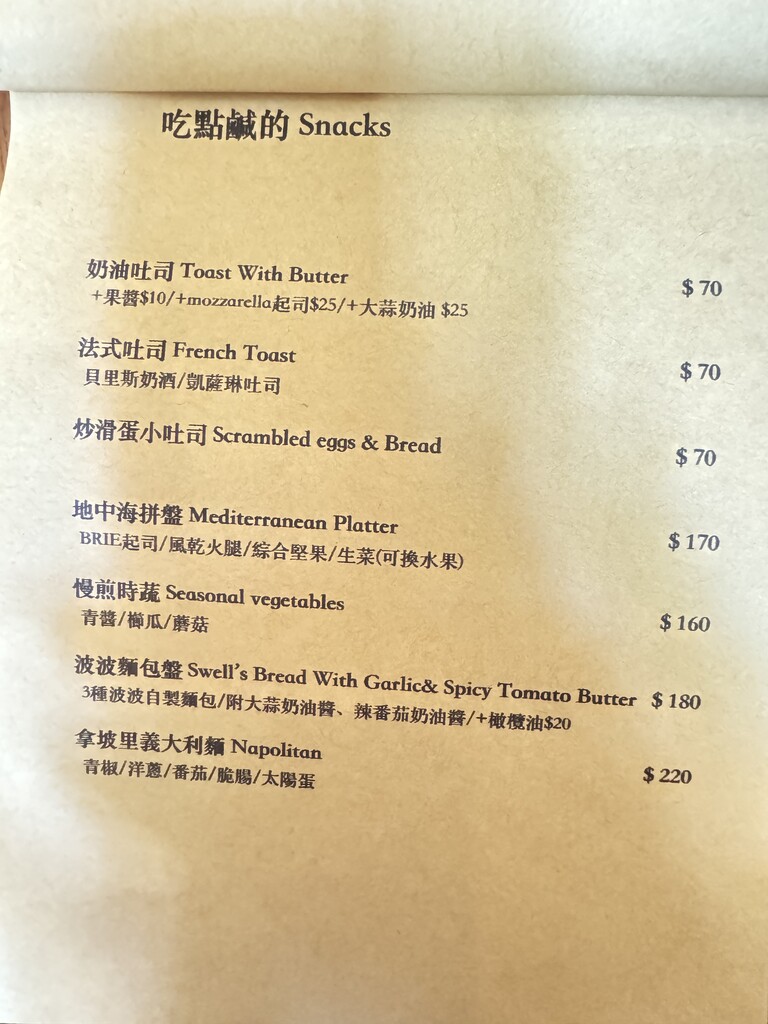 吃點鹹的 Snacks
奶油吐司 Toast With Butter $ 70
+果醬$10/+mozzarella起司$25/+大蒜奶油 $25
法式吐司 French Toast $ 70
貝里斯奶酒/凱薩琳吐司
炒滑蛋小吐司 Scrambled eggs & Bread $ 70
地中海拼盤 Mediterranean Platter $ 170
BRIE起司/風乾火腿/綜合堅果/生菜(可換水果)
慢煎時蔬 Seasonal vegetables $ 160
青醬/櫛瓜/蘑菇
波波麵包盤 Swell's Bread With Garlic& Spicy Tomato Butter $ 180
3種波波自製麵包/附大蒜奶油醬、辣番茄奶油醬/+橄欖油$20
拿坡里義大利麵 Napolitan $ 220
青椒/洋蔥/番茄/脆腸/太陽蛋